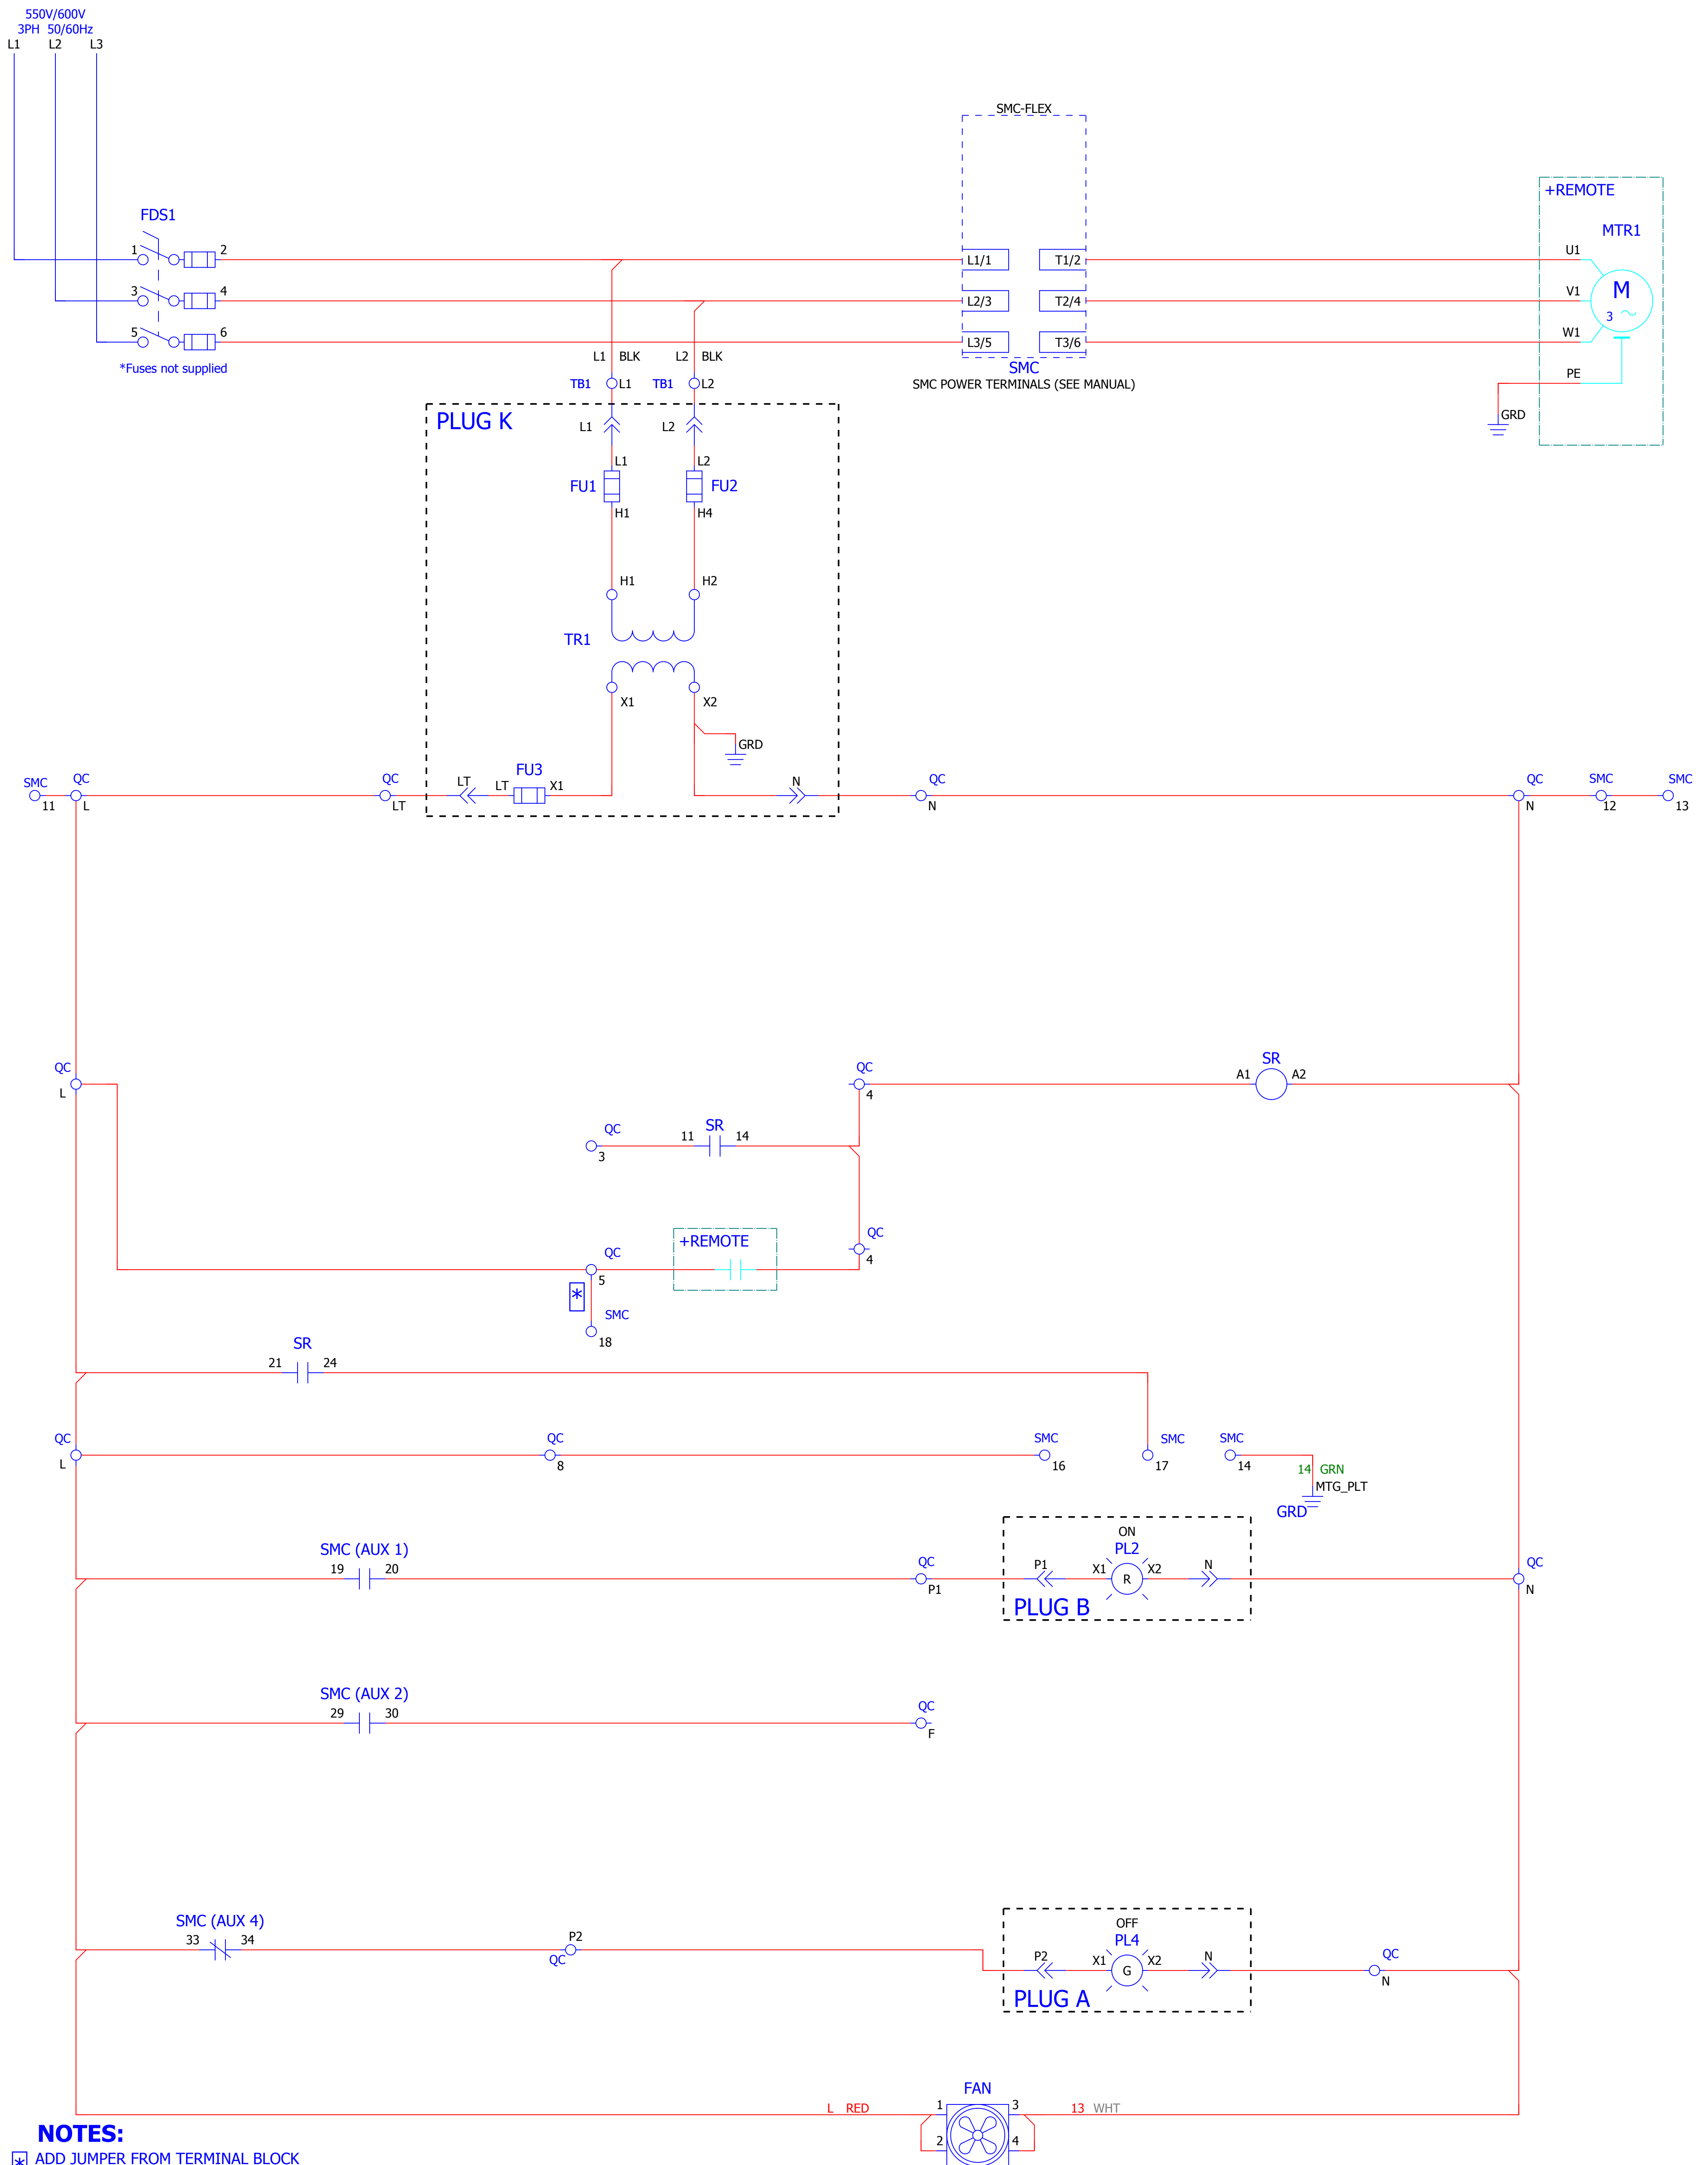 550V/600V
3PH 50/60Hz
L1 L2 L3
SMC-FLEX
+REMOTE
FDS1
MTR1
1 2 L1/1 T1/2 U1
3 4 L2/3 T2/4 V1
M
3
5 6 L3/5 T3/6 W1
*Fuses not supplied
L1 BLK L2 BLK
SMC
SMC POWER TERMINALS (SEE MANUAL)
PE
TB1 L1 TB1 L2
GRD
PLUG K
L1 L2
L1 L2
FU1 FU2
H1 H4
H1 H2
TR1
X1 X2
GRD
FU3
SMC QC QC LT LT X1 N QC QC SMC SMC
11 L LT N N 12 13
QC QC SR
L 4 A1 A2
QC SR
3 11 14
QC +REMOTE QC
5 4
*
SMC
18
SR
21 24
QC QC SMC SMC SMC
L 8 16 17 14
14 GRN
MTG_PLT
GRD
ON
SMC (AUX 1) PL2
19 20 QC P1 X1 R X2 N QC
P1 N
PLUG B
SMC (AUX 2)
29 30 QC
F
OFF
SMC (AUX 4) PL4
33 34 P2 P2 X1 G X2 N QC
QC N
PLUG A
FAN
L RED 1 3 13 WHT
2 4
NOTES:
* ADD JUMPER FROM TERMINAL BLOCK